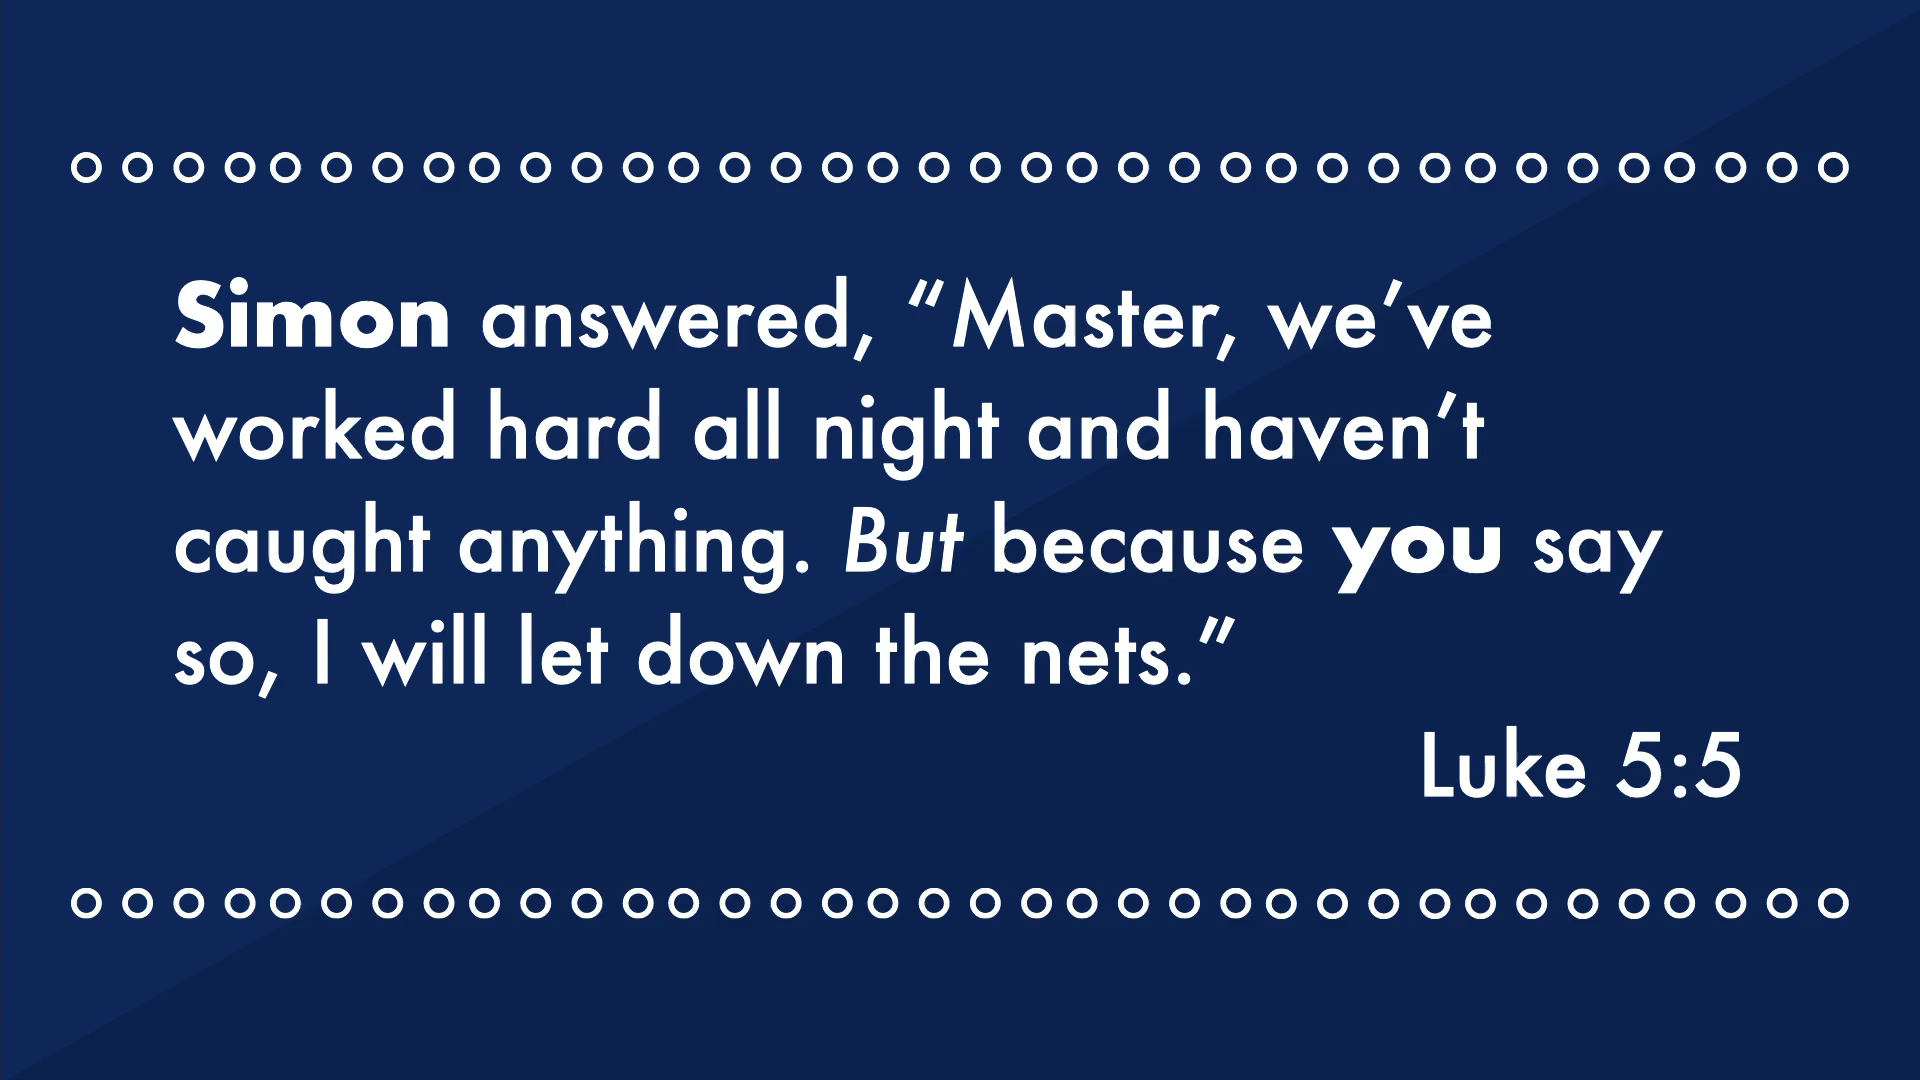 Simon answered, “Master, we’ve
worked hard all night and haven’t
caught anything. But because you say
so, I will let down the nets.”
Luke 5:5